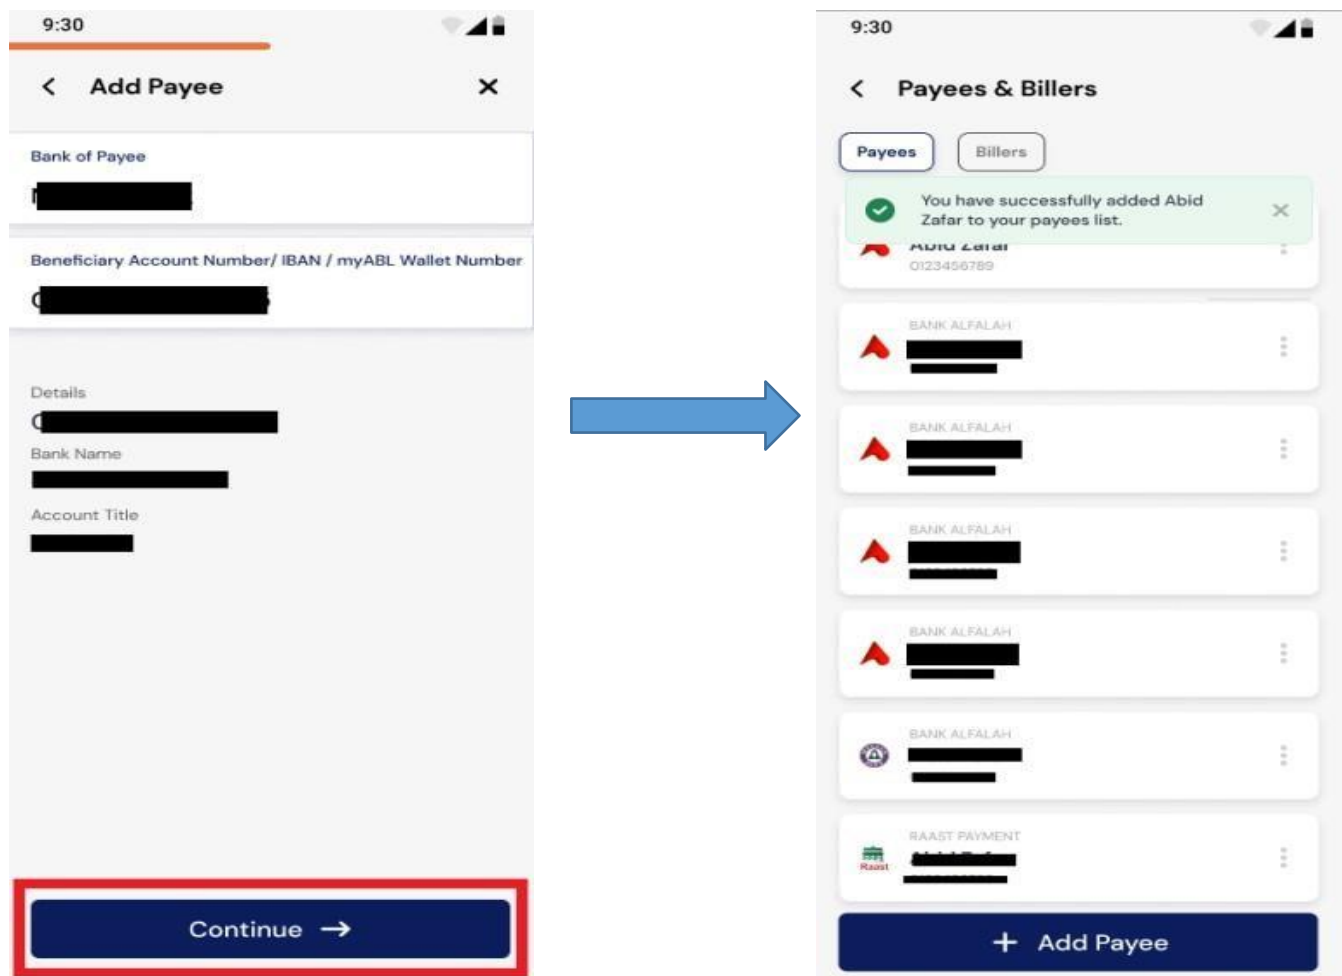 9:30
Add Payee
Bank of Payee
Beneficiary Account Number/ IBAN / myABL Wallet Number
Details
Bank Name
Account Title
Continue
9:30
Payees & Billers
Payees
Billers
You have successfully added Abid
Zafar to your payees list.
Abid Zafar
0123456789
BANK ALFALAH
BANK ALFALAH
BANK ALFALAH
BANK ALFALAH
BANK ALFALAH
RAAST PAYMENT
Raast
+ Add Payee